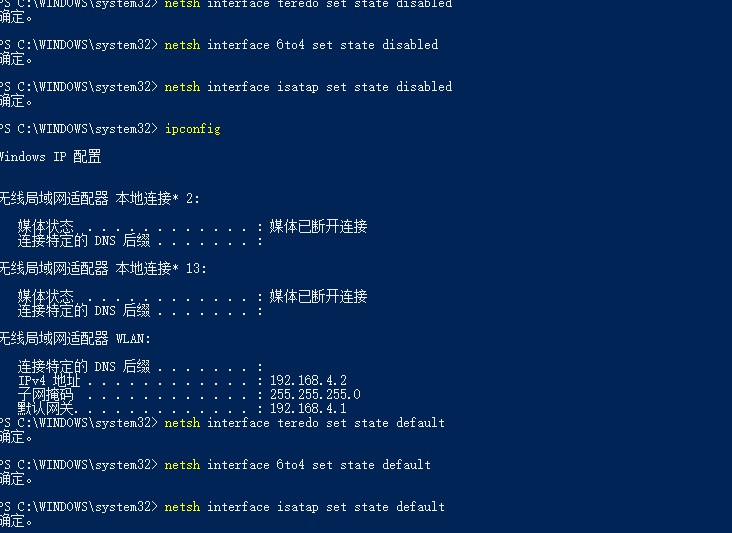 PS C:\WINDOWS\system32> netsh interface teredo set state disabled
确定。
PS C:\WINDOWS\system32> netsh interface 6to4 set state disabled
确定。
PS C:\WINDOWS\system32> netsh interface isatap set state disabled
确定。
PS C:\WINDOWS\system32> ipconfig
Windows IP 配置
无线局域网适配器 本地连接* 2:
媒体状态 . . . . . . . . . . . . : 媒体已断开连接
连接特定的 DNS 后缀 . . . . . . . :
无线局域网适配器 本地连接* 13:
媒体状态 . . . . . . . . . . . . : 媒体已断开连接
连接特定的 DNS 后缀 . . . . . . . :
无线局域网适配器 WLAN:
连接特定的 DNS 后缀 . . . . . . . :
IPv4 地址 . . . . . . . . . . . . : 192.168.4.2
子网掩码 . . . . . . . . . . . . : 255.255.255.0
默认网关. . . . . . . . . . . . . : 192.168.4.1
PS C:\WINDOWS\system32> netsh interface teredo set state default
确定。
PS C:\WINDOWS\system32> netsh interface 6to4 set state default
确定。
PS C:\WINDOWS\system32> netsh interface isatap set state default
确定。